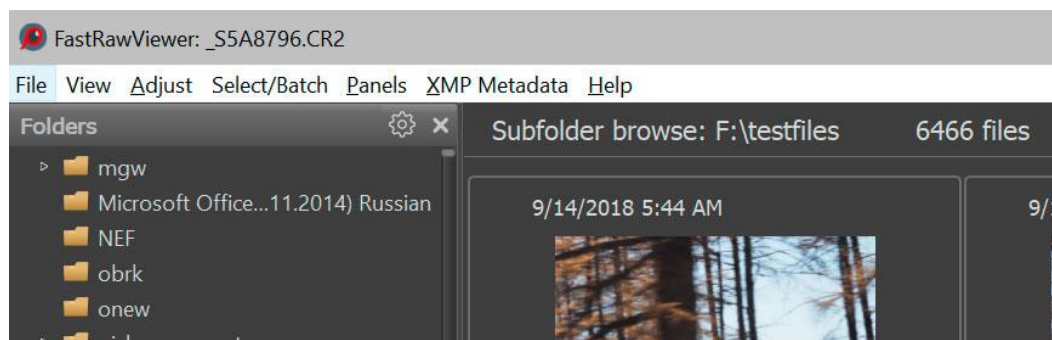 FastRawViewer: _S5A8796.CR2
File View Adjust Select/Batch Panels XMP Metadata Help
Folders
Subfolder browse: F:\testfiles 6466 files
mgw
Microsoft Office...11.2014) Russian
NEF
obrk
onew
9/14/2018 5:44 AM
9/